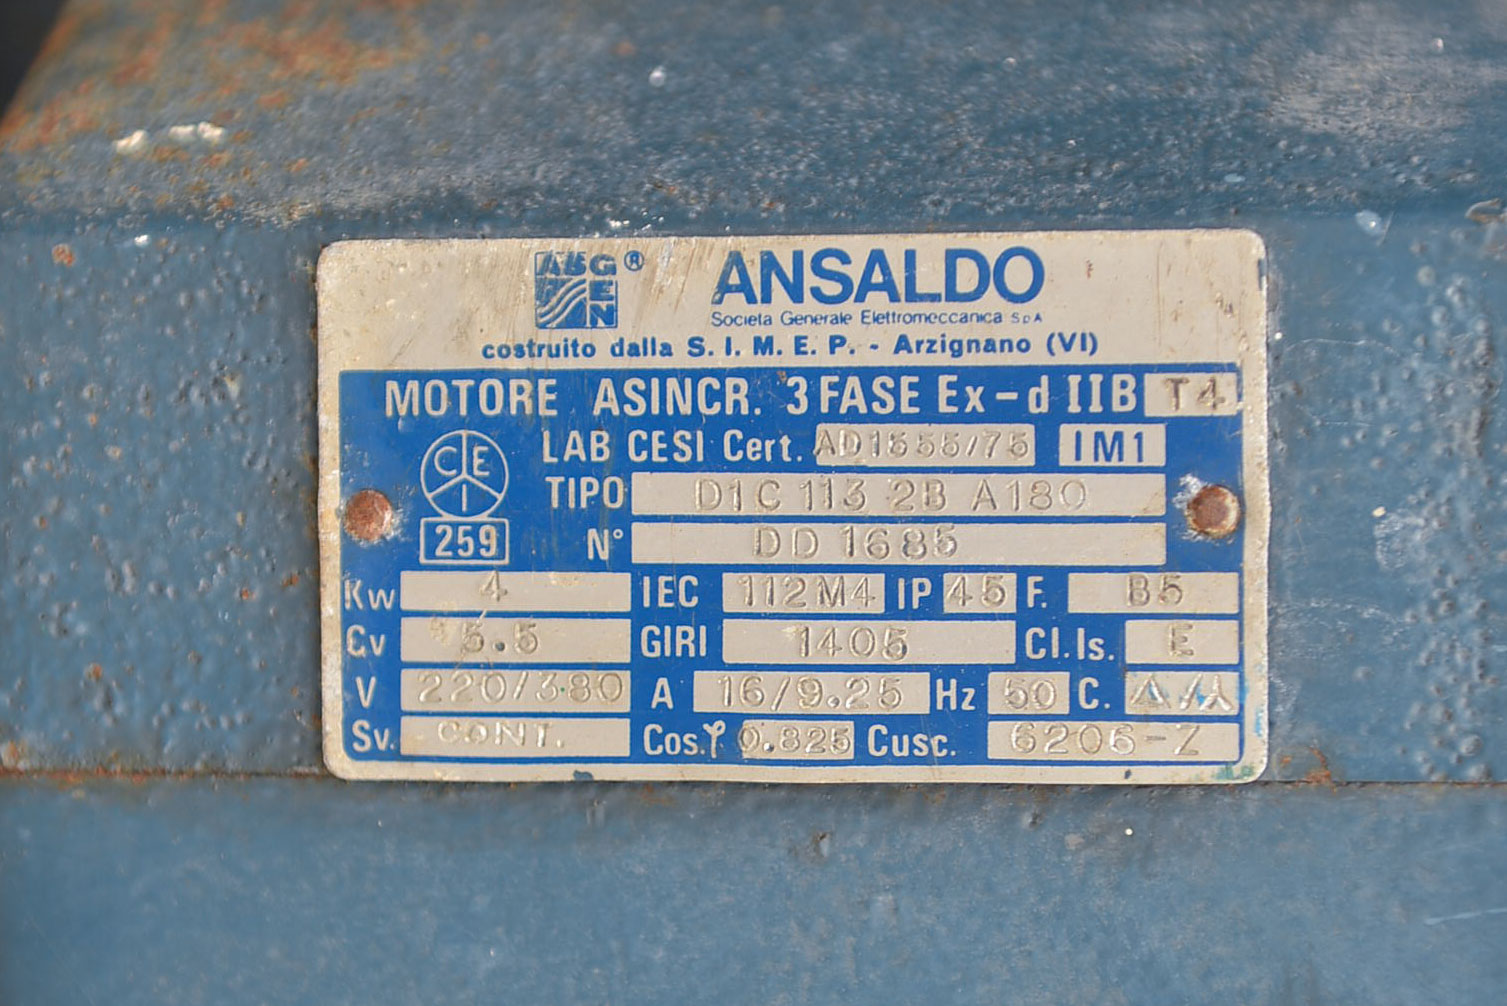 ASGEN® ANSALDO
Societa Generale Elettromeccanica SpA
costruito dalla S. I. M. E. P. - Arzignano (VI)
MOTORE ASINCR. 3 FASE Ex-d IIB T4
LAB CESI Cert. AD1555/75 IM1
CEI
TIPO D1C 113 2B A180
259 N° DD 1685
Kw 4 IEC 112M4 IP 45 F. B5
Cv 5.5 GIRI 1405 Cl.Is. E
V 220/380 A 16/9.25 Hz 50 C. Δ/Y
Sv. CONT. Cos.φ 0.825 Cusc. 6206-Z